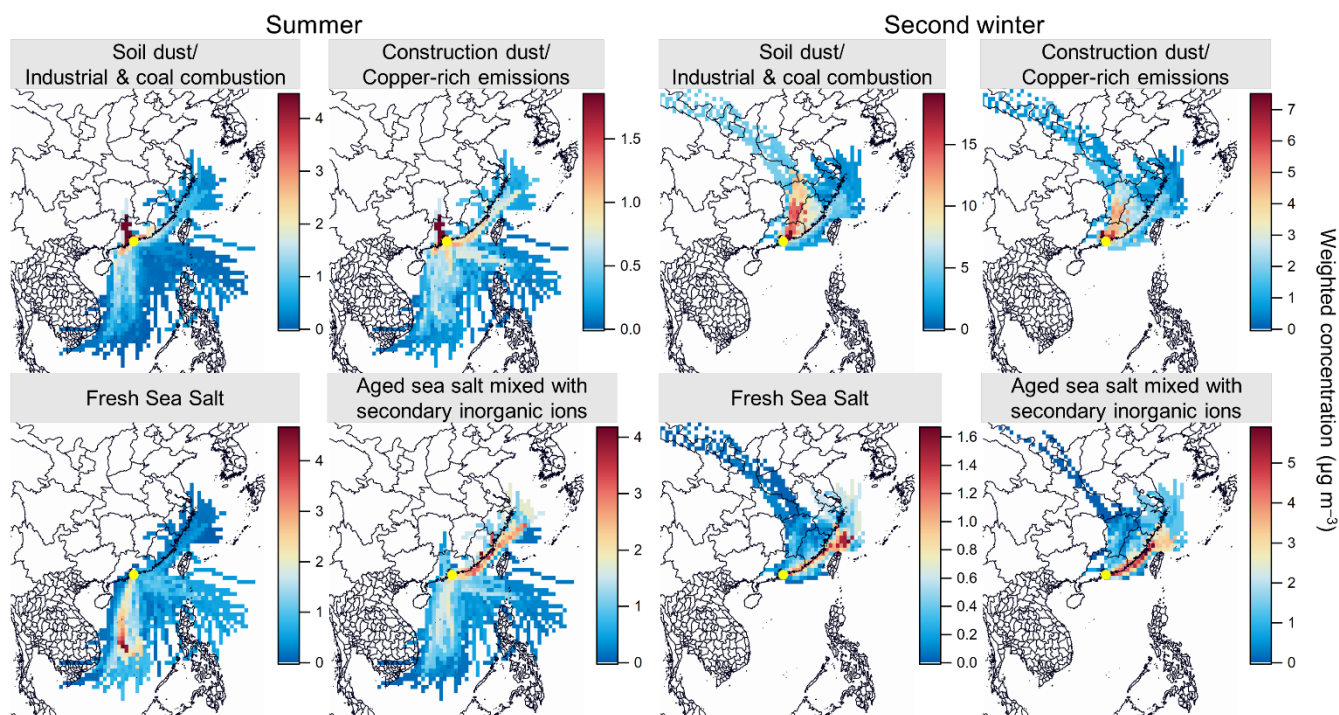 Summer
Second winter
Soil dust/
Industrial & coal combustion
Construction dust/
Copper-rich emissions
Soil dust/
Industrial & coal combustion
Construction dust/
Copper-rich emissions
4
3
2
1
0
1.5
1.0
0.5
0.0
15
10
5
0
7
6
5
4
3
2
1
0
Weighted concentration (µg m⁻³)
Fresh Sea Salt
Aged sea salt mixed with
secondary inorganic ions
Fresh Sea Salt
Aged sea salt mixed with
secondary inorganic ions
4
3
2
1
0
4
3
2
1
0
1.6
1.4
1.2
1.0
0.8
0.6
0.4
0.2
0.0
5
4
3
2
1
0